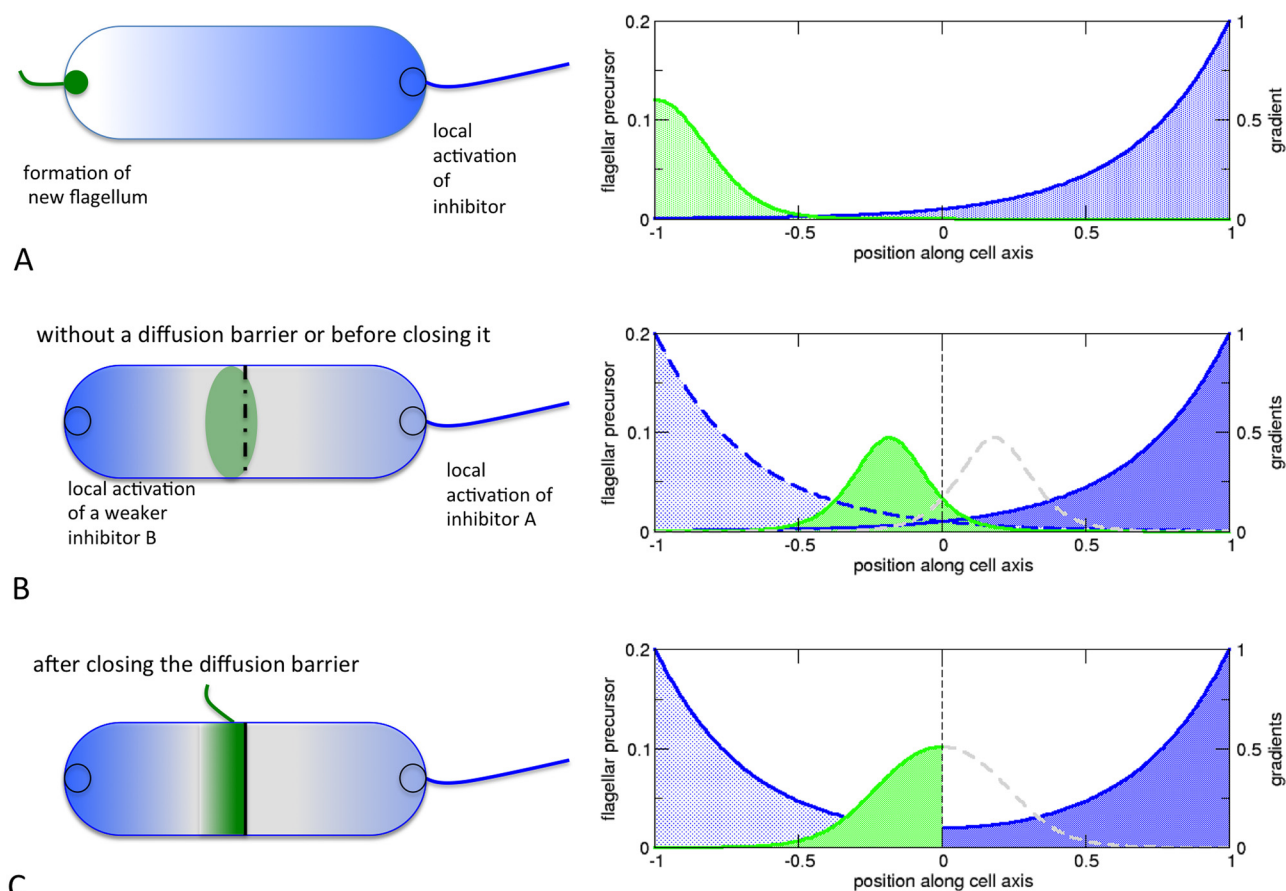 formation of
new flagellum
local
activation
of
inhibitor
A
0.2
0.1
0
flagellar precursor
-1
-0.5
0
0.5
1
position along cell axis
1
0.5
0
gradient
without a diffusion barrier or before closing it
local activation
of a weaker
inhibitor B
local
activation of
inhibitor A
B
0.2
0.1
0
flagellar precursor
-1
-0.5
0
0.5
1
position along cell axis
1
0.5
0
gradients
after closing the diffusion barrier
C
0.2
0.1
0
flagellar precursor
-1
-0.5
0
0.5
1
position along cell axis
1
0.5
0
gradients